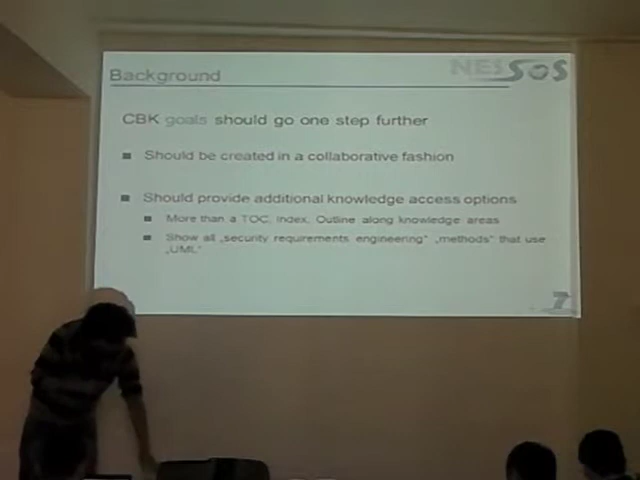 Background
NESSOS
CBK goals should go one step further
Should be created in a collaborative fashion
Should provide additional knowledge access options
More than a TOC, Index, Outline along knowledge areas
Show all „security requirements engineering“ „methods“ that use
„UML“
7